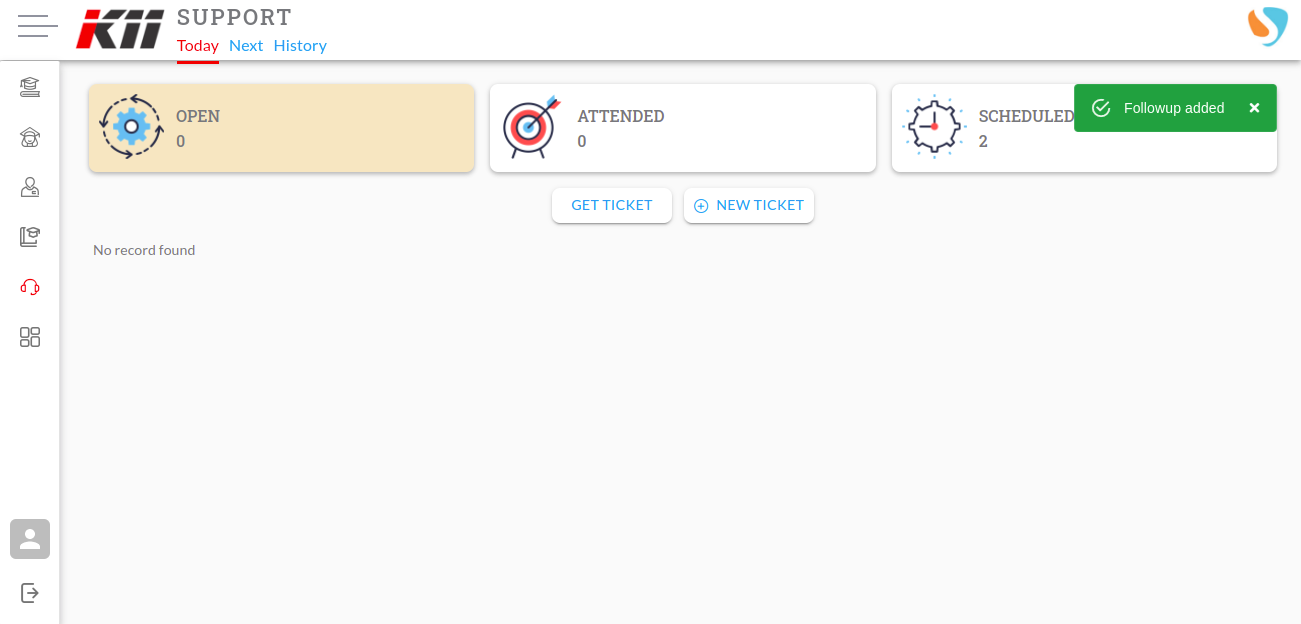 KII
SUPPORT
Today Next History
OPEN
0
ATTENDED
0
SCHEDULED
2
Followup added
GET TICKET
NEW TICKET
No record found